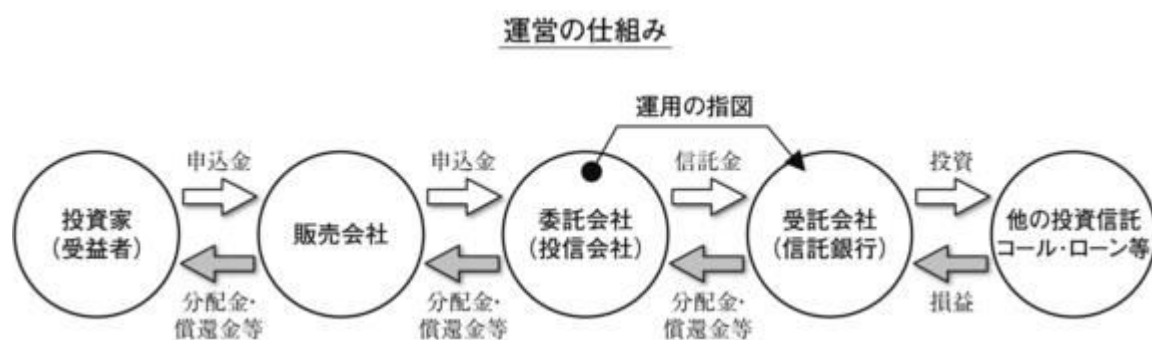 運営の仕組み
運用の指図
申込金
申込金
信託金
投資
投資家
(受益者)
販売会社
委託会社
(投信会社)
受託会社
(信託銀行)
他の投資信託
コール・ローン等
分配金・
償還金等
分配金・
償還金等
分配金・
償還金等
損益